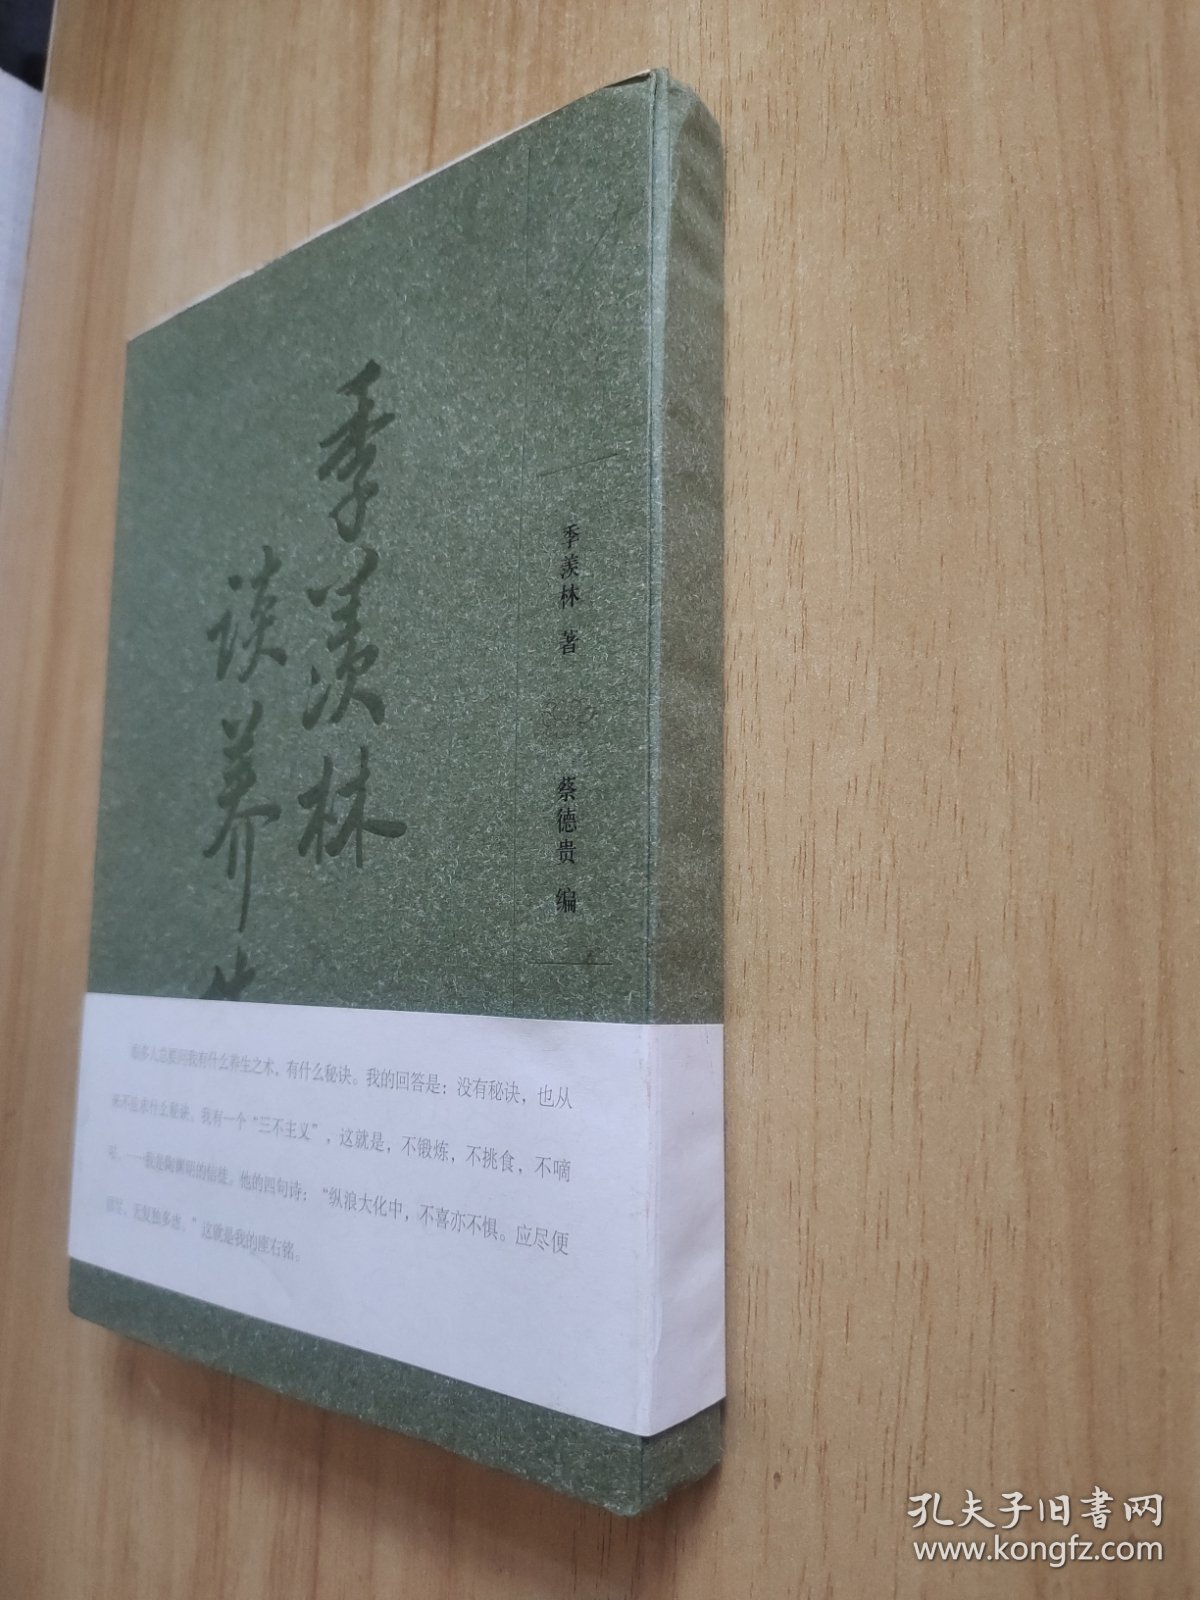 季羡林
谈养生
季羡林 著
蔡德贵 编
很多人总要问我有什么养生之术，有什么秘诀。我的回答是：没有秘诀，也从
来不追求什么秘诀。我有一个“三不主义”，这就是，不锻炼，不挑食，不嘀
咕。……我是陶渊明的信徒。他的四句诗：“纵浪大化中，不喜亦不惧。应尽便
须尽，无复独多虑。”这就是我的座右铭。
孔夫子旧书网
www.kongfz.com